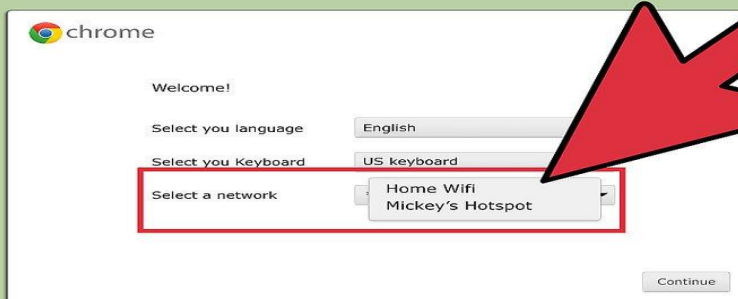 chrome
Welcome!
Select you language English
Select you Keyboard US keyboard
Select a network
Home Wifi
Mickey's Hotspot
Continue